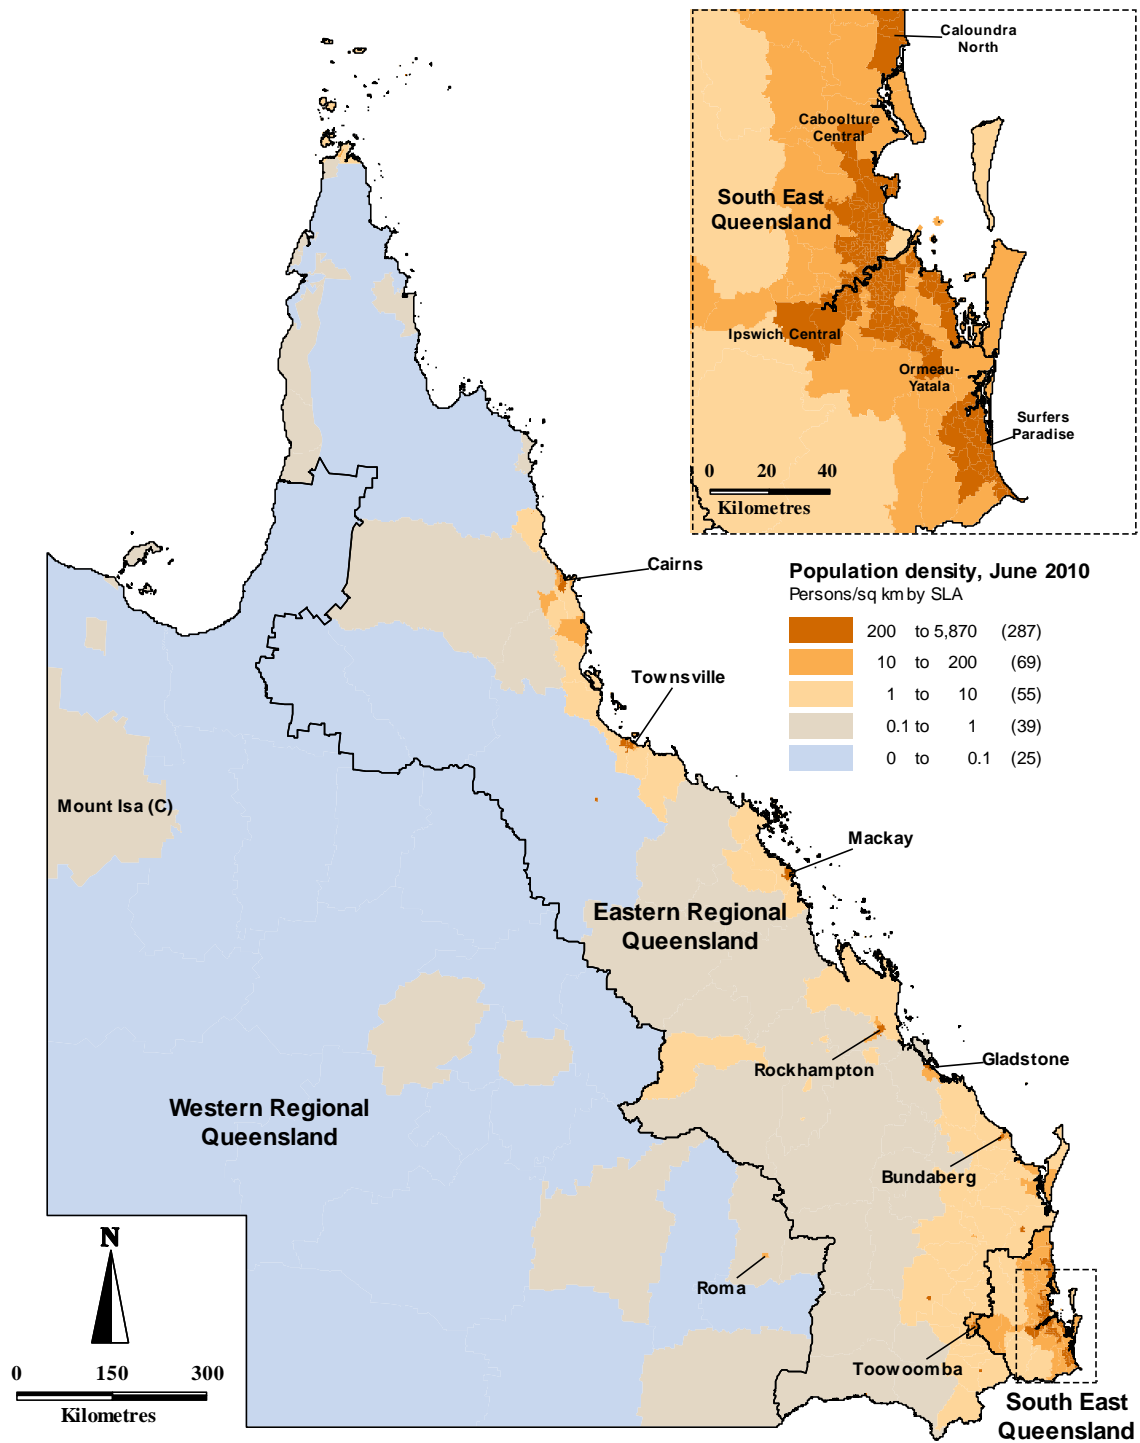 Caloundra
North
Caboolture
Central
South East
Queensland
Ipswich Central
Ormeau-
Yatala
Surfers
Paradise
0 20 40
Kilometres
Cairns
Population density, June 2010
Persons/sq km by SLA
200 to 5,870 (287)
10 to 200 (69)
1 to 10 (55)
0.1 to 1 (39)
0 to 0.1 (25)
Townsville
Mount Isa (C)
Mackay
Eastern Regional
Queensland
Rockhampton
Gladstone
Western Regional
Queensland
Bundaberg
N
Roma
Toowoomba
0 150 300
Kilometres
South East
Queensland